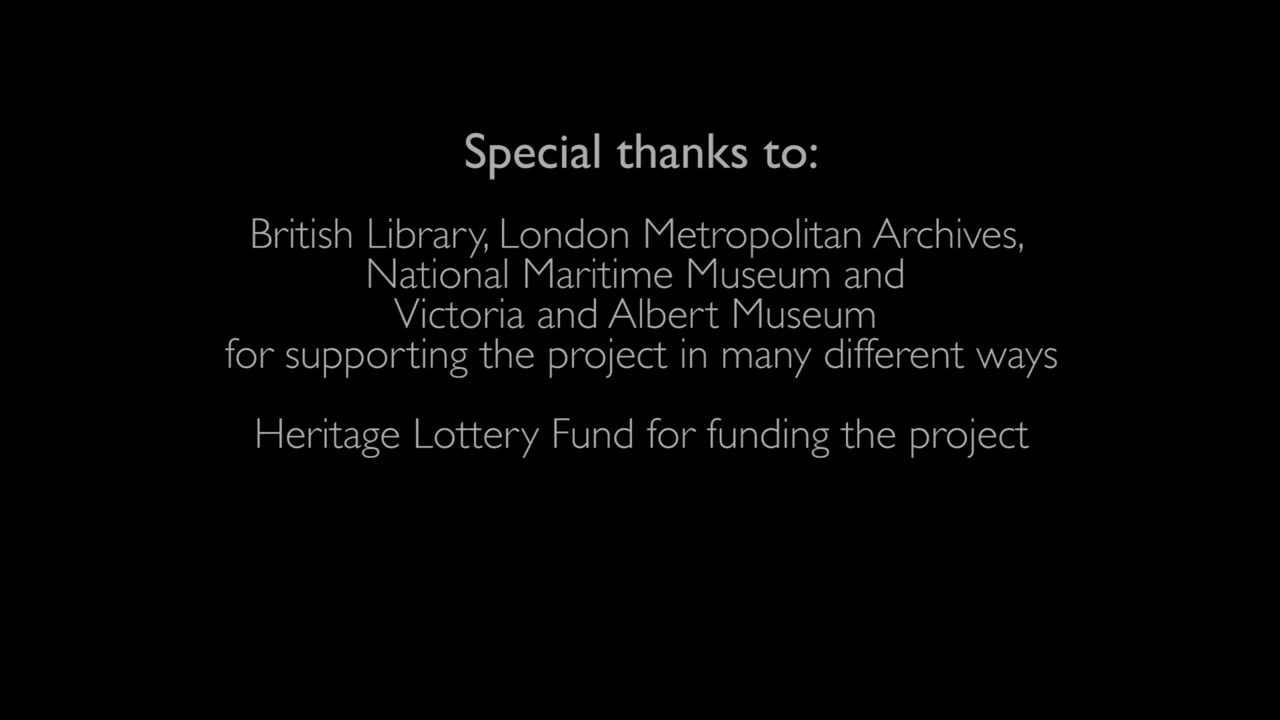 Special thanks to:
British Library, London Metropolitan Archives,
National Maritime Museum and
Victoria and Albert Museum
for supporting the project in many different ways
Heritage Lottery Fund for funding the project